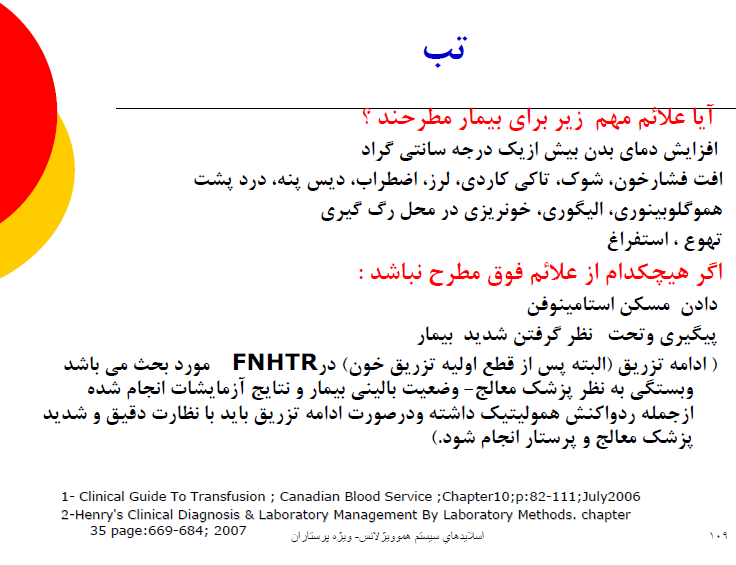 تب
آیا علائم مهم زیر برای بیمار مطرحند ؟
افزایش دمای بدن بیش ازیک درجه سانتی گراد
افت فشارخون، شوک، تاکی کاردی، لرز، اضطراب، دیس پنه، درد پشت
هموگلوبینوری، الیگوری، خونریزی در محل رگ گیری
تهوع ، استفراغ
اگر هیچکدام از علائم فوق مطرح نباشد :
دادن مسکن استامینوفن
پیگیری وتحت نظر گرفتن شدید بیمار
( ادامه تزریق (البته پس از قطع اولیه تزریق خون) درFNHTR مورد بحث می باشد
وبستگی به نظر پزشک معالج- وضعیت بالینی بیمار و نتایج آزمایشات انجام شده
ازجمله ردواکنش همولیتیک داشته ودرصورت ادامه تزریق باید با نظارت دقیق و شدید
پزشک معالج و پرستار انجام شود.)
1- Clinical Guide To Transfusion ; Canadian Blood Service ;Chapter10;p:82-111;July2006
2-Henry's Clinical Diagnosis & Laboratory Management By Laboratory Methods. chapter
35 page:669-684; 2007
اسلایدهاي سیستم هموویژلانس- ویژه پرستاران
۱۰۹